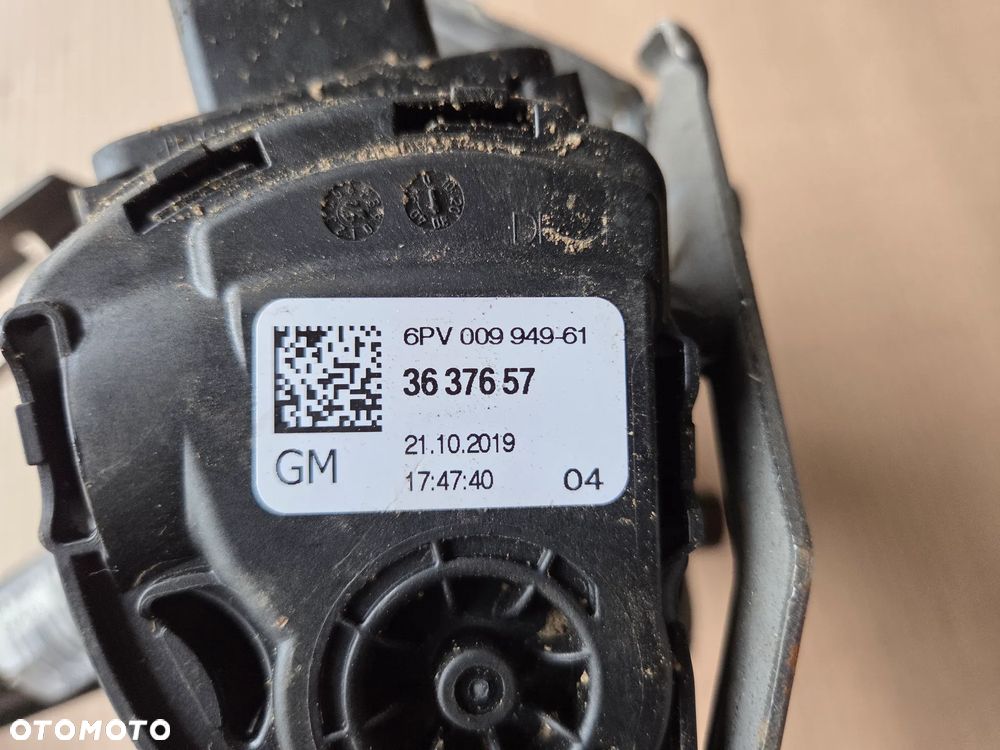 6PV 009 949-61
36 376 57
21.10.2019
GM
17:47:40 04
OTOMOTO